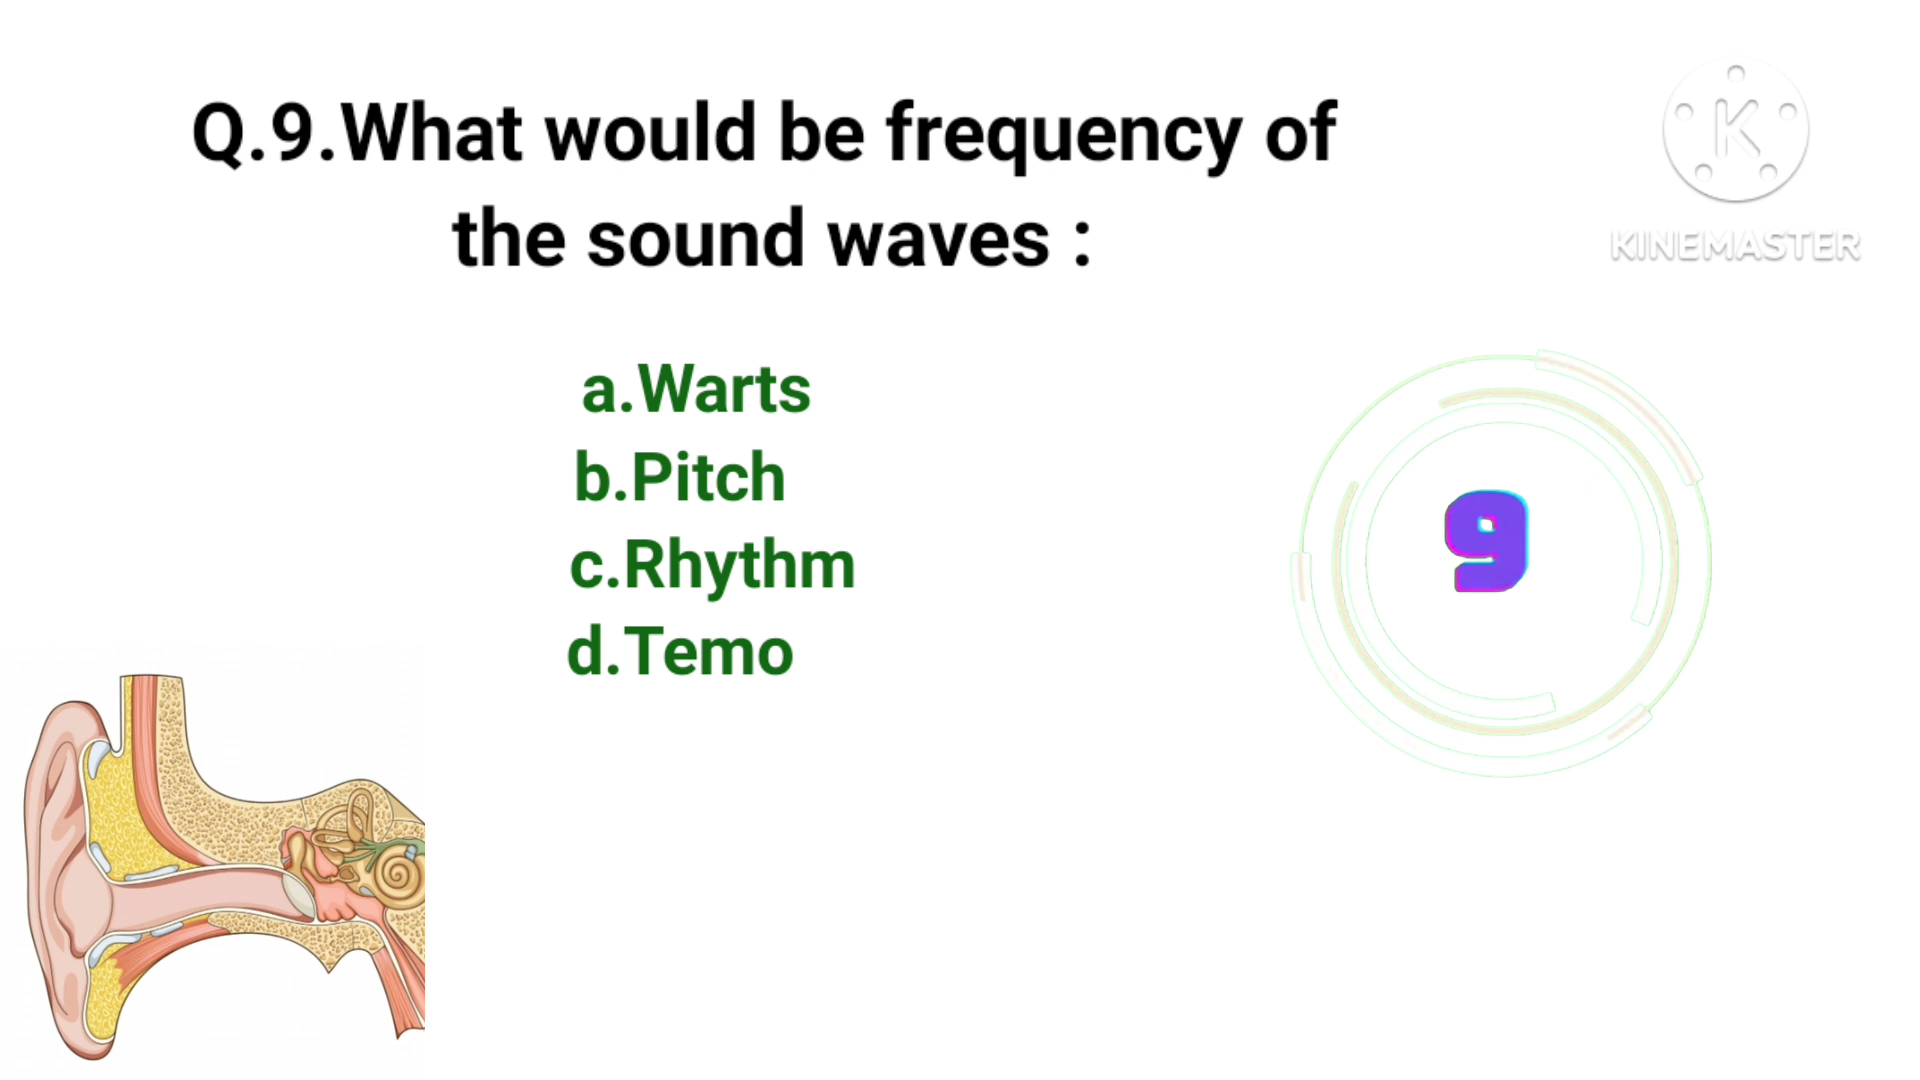 Q.9.What would be frequency of
the sound waves :
K
KINEMASTER
a.Warts
b.Pitch
c.Rhythm
d.Temo
9